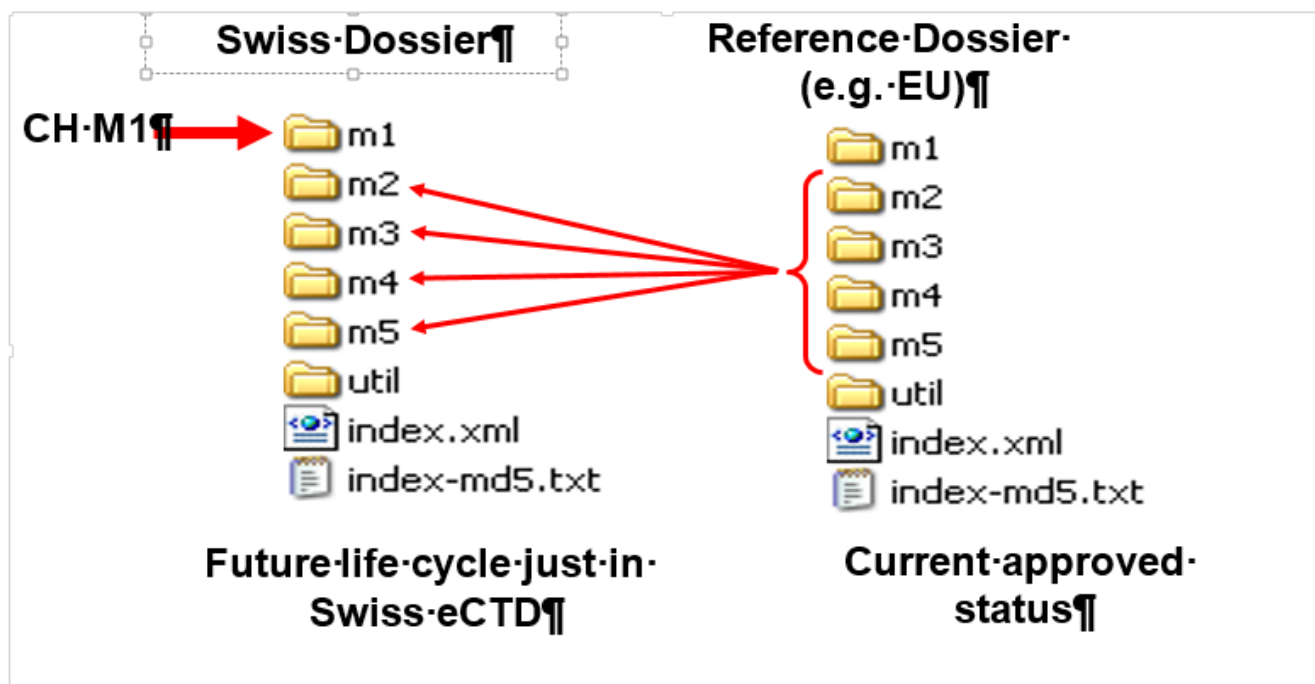 Swiss·Dossier¶
Reference·Dossier·
(e.g.·EU)¶
CH·M1¶
m1
m2
m3
m4
m5
util
index.xml
index-md5.txt
m1
m2
m3
m4
m5
util
index.xml
index-md5.txt
Future·life·cycle·just·in·
Swiss·eCTD¶
Current·approved·
status¶